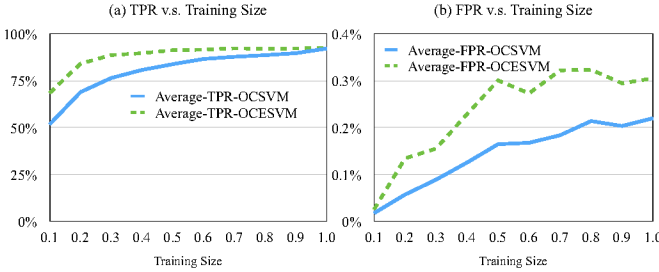 (a) TPR v.s. Training Size
100%
75%
50%
25%
0%
Average-TPR-OCSVM
Average-TPR-OCESVM
0.1 0.2 0.3 0.4 0.5 0.6 0.7 0.8 0.9 1.0
Training Size
(b) FPR v.s. Training Size
0.4%
0.3%
0.2%
0.1%
0.0%
Average-FPR-OCSVM
Average-FPR-OCESVM
0.1 0.2 0.3 0.4 0.5 0.6 0.7 0.8 0.9 1.0
Training Size